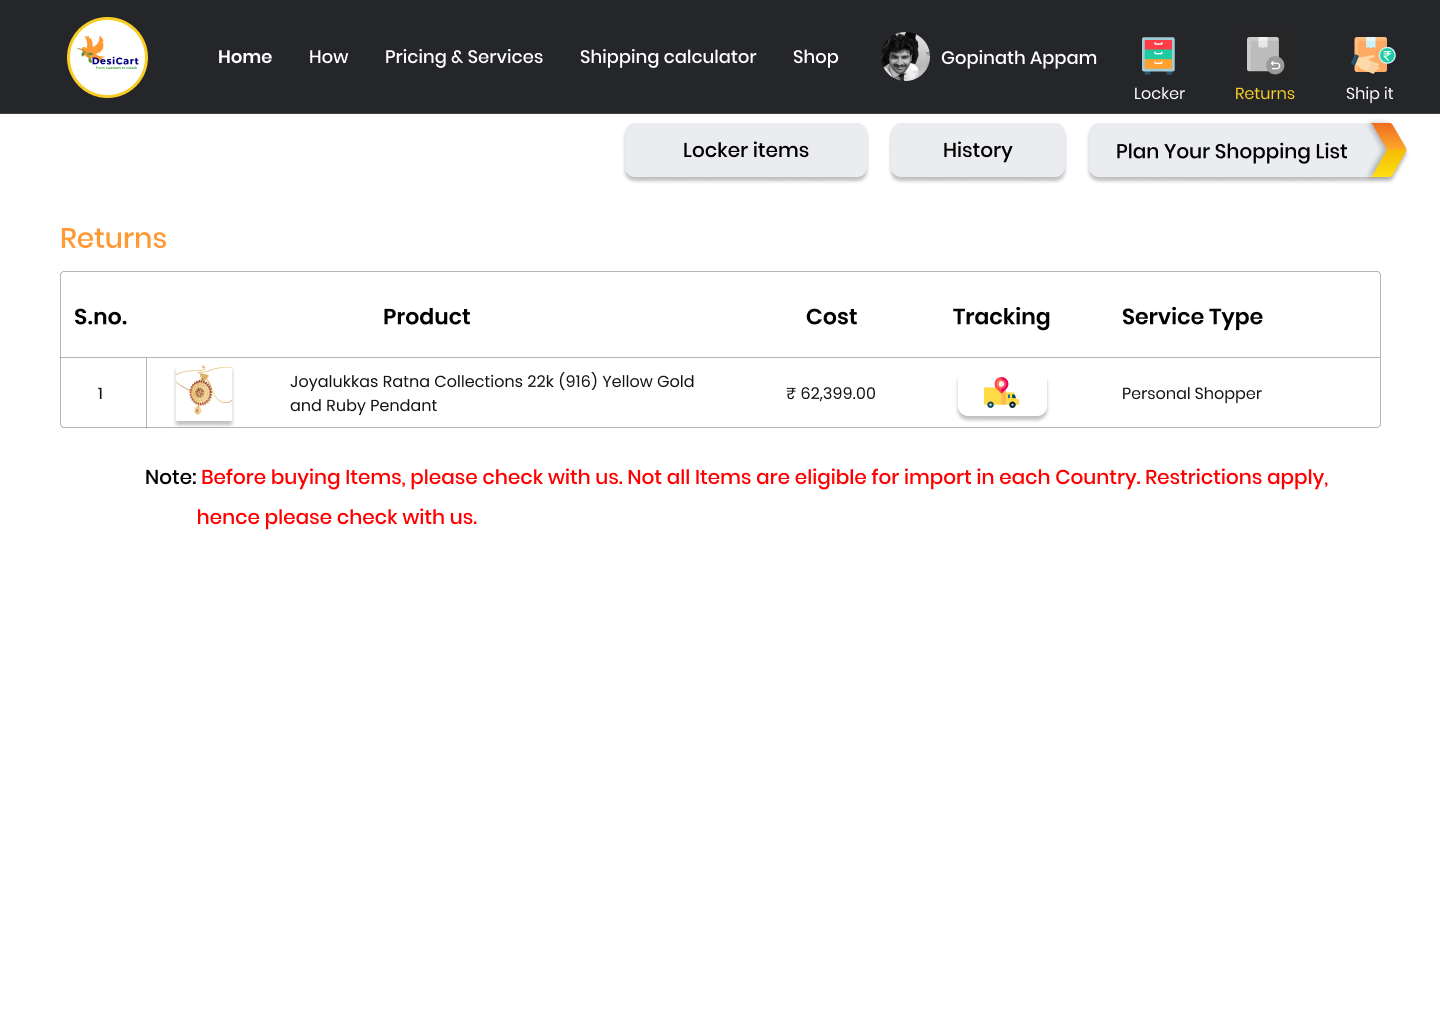 DesiCart
Home
How
Pricing & Services
Shipping calculator
Shop
Gopinath Appam
Locker
Returns
Ship it
Locker items
History
Plan Your Shopping List
Returns
S.no.
Product
Cost
Tracking
Service Type
1
Joyalukkas Ratna Collections 22k (916) Yellow Gold
and Ruby Pendant
₹ 62,399.00
Personal Shopper
Note: Before buying Items, please check with us. Not all Items are eligible for import in each Country. Restrictions apply,
hence please check with us.